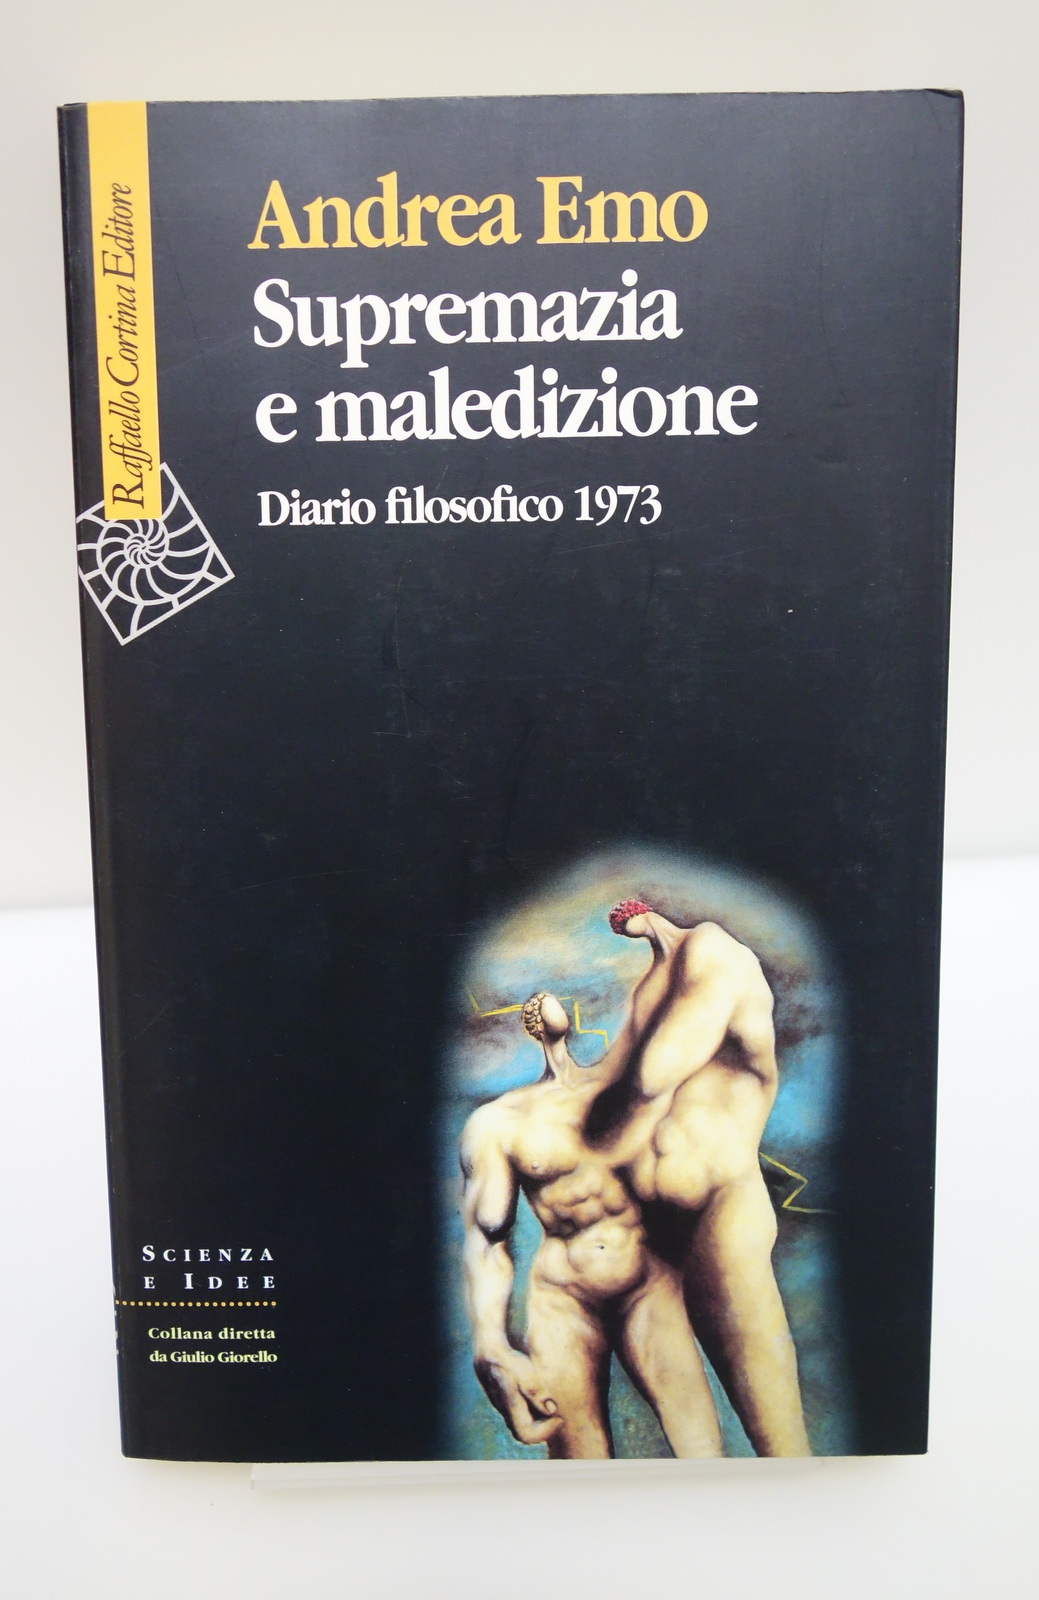 Raffaello Cortina Editore
Andrea Emo
Supremazia
e maledizione
Diario filosofico 1973
SCIENZA
E IDEE
Collana diretta
da Giulio Giorello